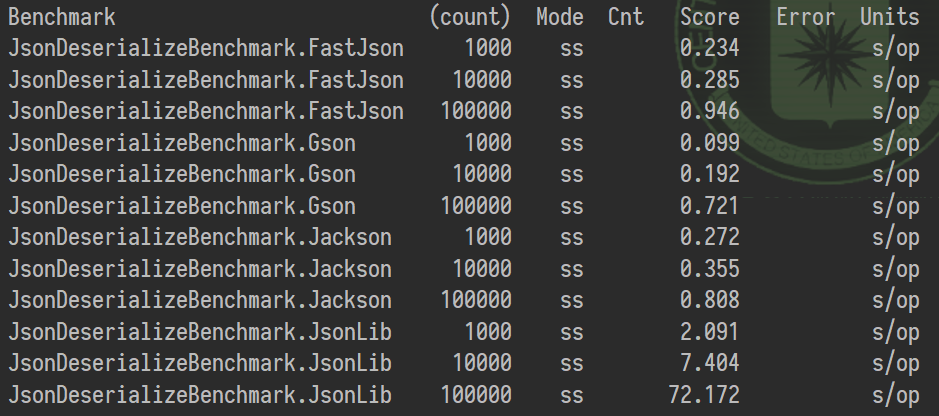 Benchmark (count) Mode Cnt Score Error Units
JsonDeserializeBenchmark.FastJson 1000 ss 0.234 s/op
JsonDeserializeBenchmark.FastJson 10000 ss 0.285 s/op
JsonDeserializeBenchmark.FastJson 100000 ss 0.946 s/op
JsonDeserializeBenchmark.Gson 1000 ss 0.099 s/op
JsonDeserializeBenchmark.Gson 10000 ss 0.192 s/op
JsonDeserializeBenchmark.Gson 100000 ss 0.721 s/op
JsonDeserializeBenchmark.Jackson 1000 ss 0.272 s/op
JsonDeserializeBenchmark.Jackson 10000 ss 0.355 s/op
JsonDeserializeBenchmark.Jackson 100000 ss 0.808 s/op
JsonDeserializeBenchmark.JsonLib 1000 ss 2.091 s/op
JsonDeserializeBenchmark.JsonLib 10000 ss 7.404 s/op
JsonDeserializeBenchmark.JsonLib 100000 ss 72.172 s/op